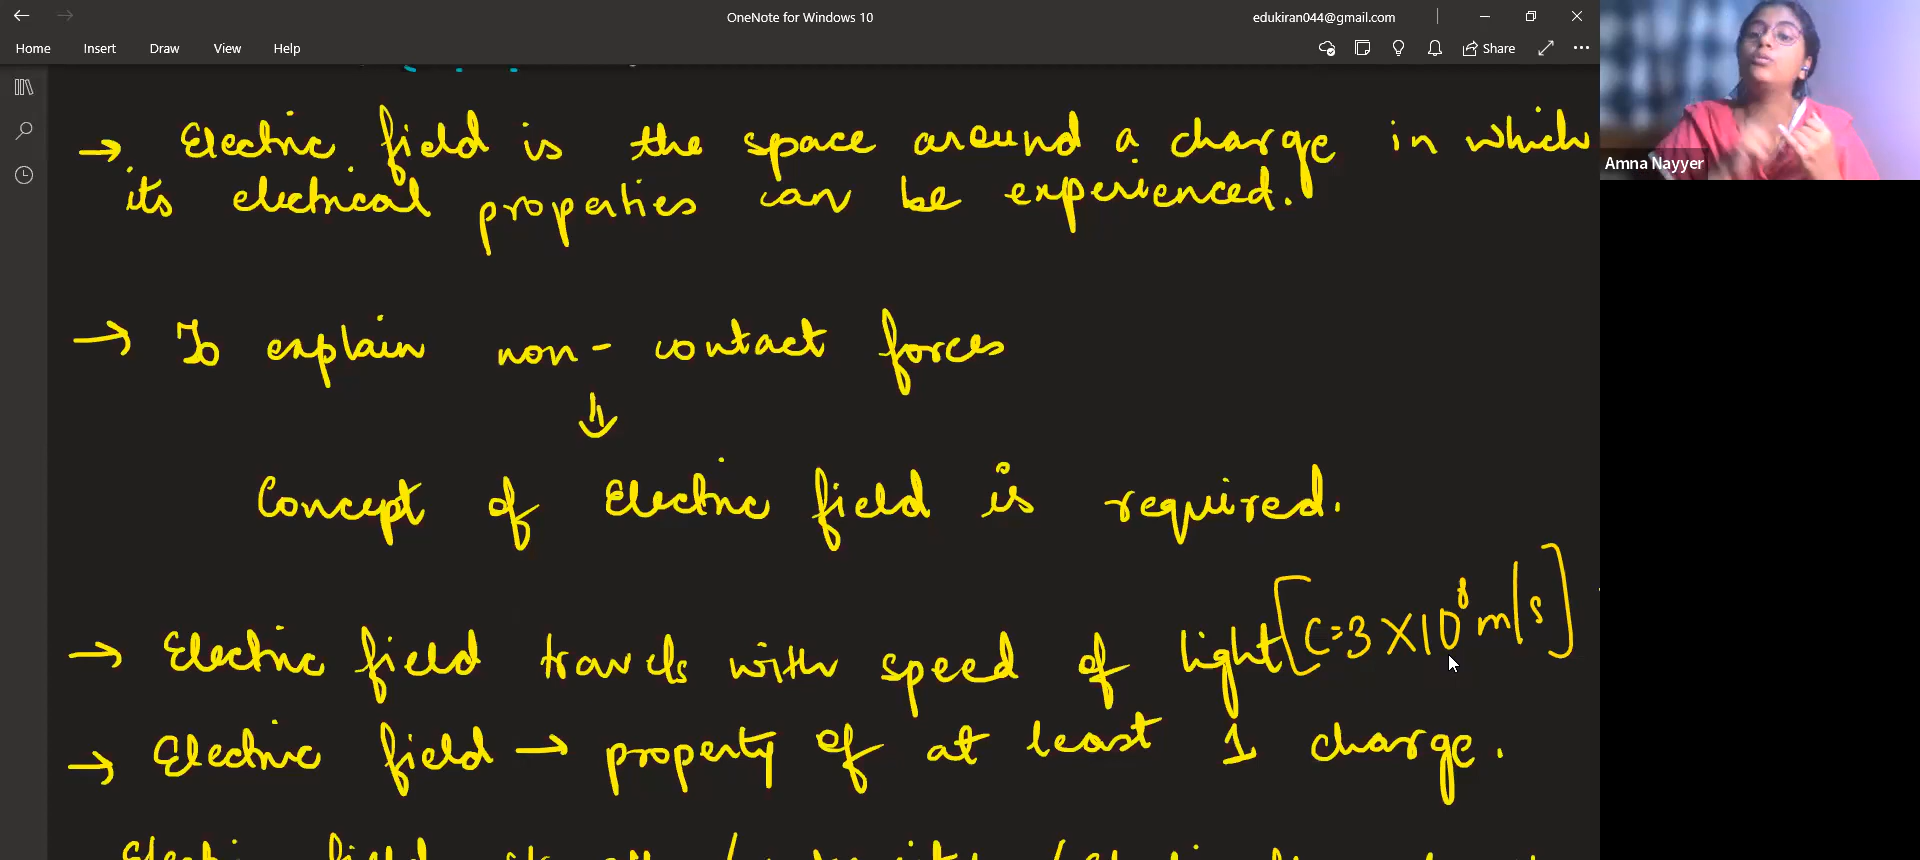 OneNote for Windows 10
edukiran044@gmail.com
Home Insert Draw View Help
Share
→ Electric field is the space around a charge in which
its electrical properties can be experienced.
→ To explain non-contact forces
Concept of Electric field is required.
→ Electric field travels with speed of light [C=3×10⁸ m/s]
→ Electric field → property of at least 1 charge.
Electric field
Amna Nayyer